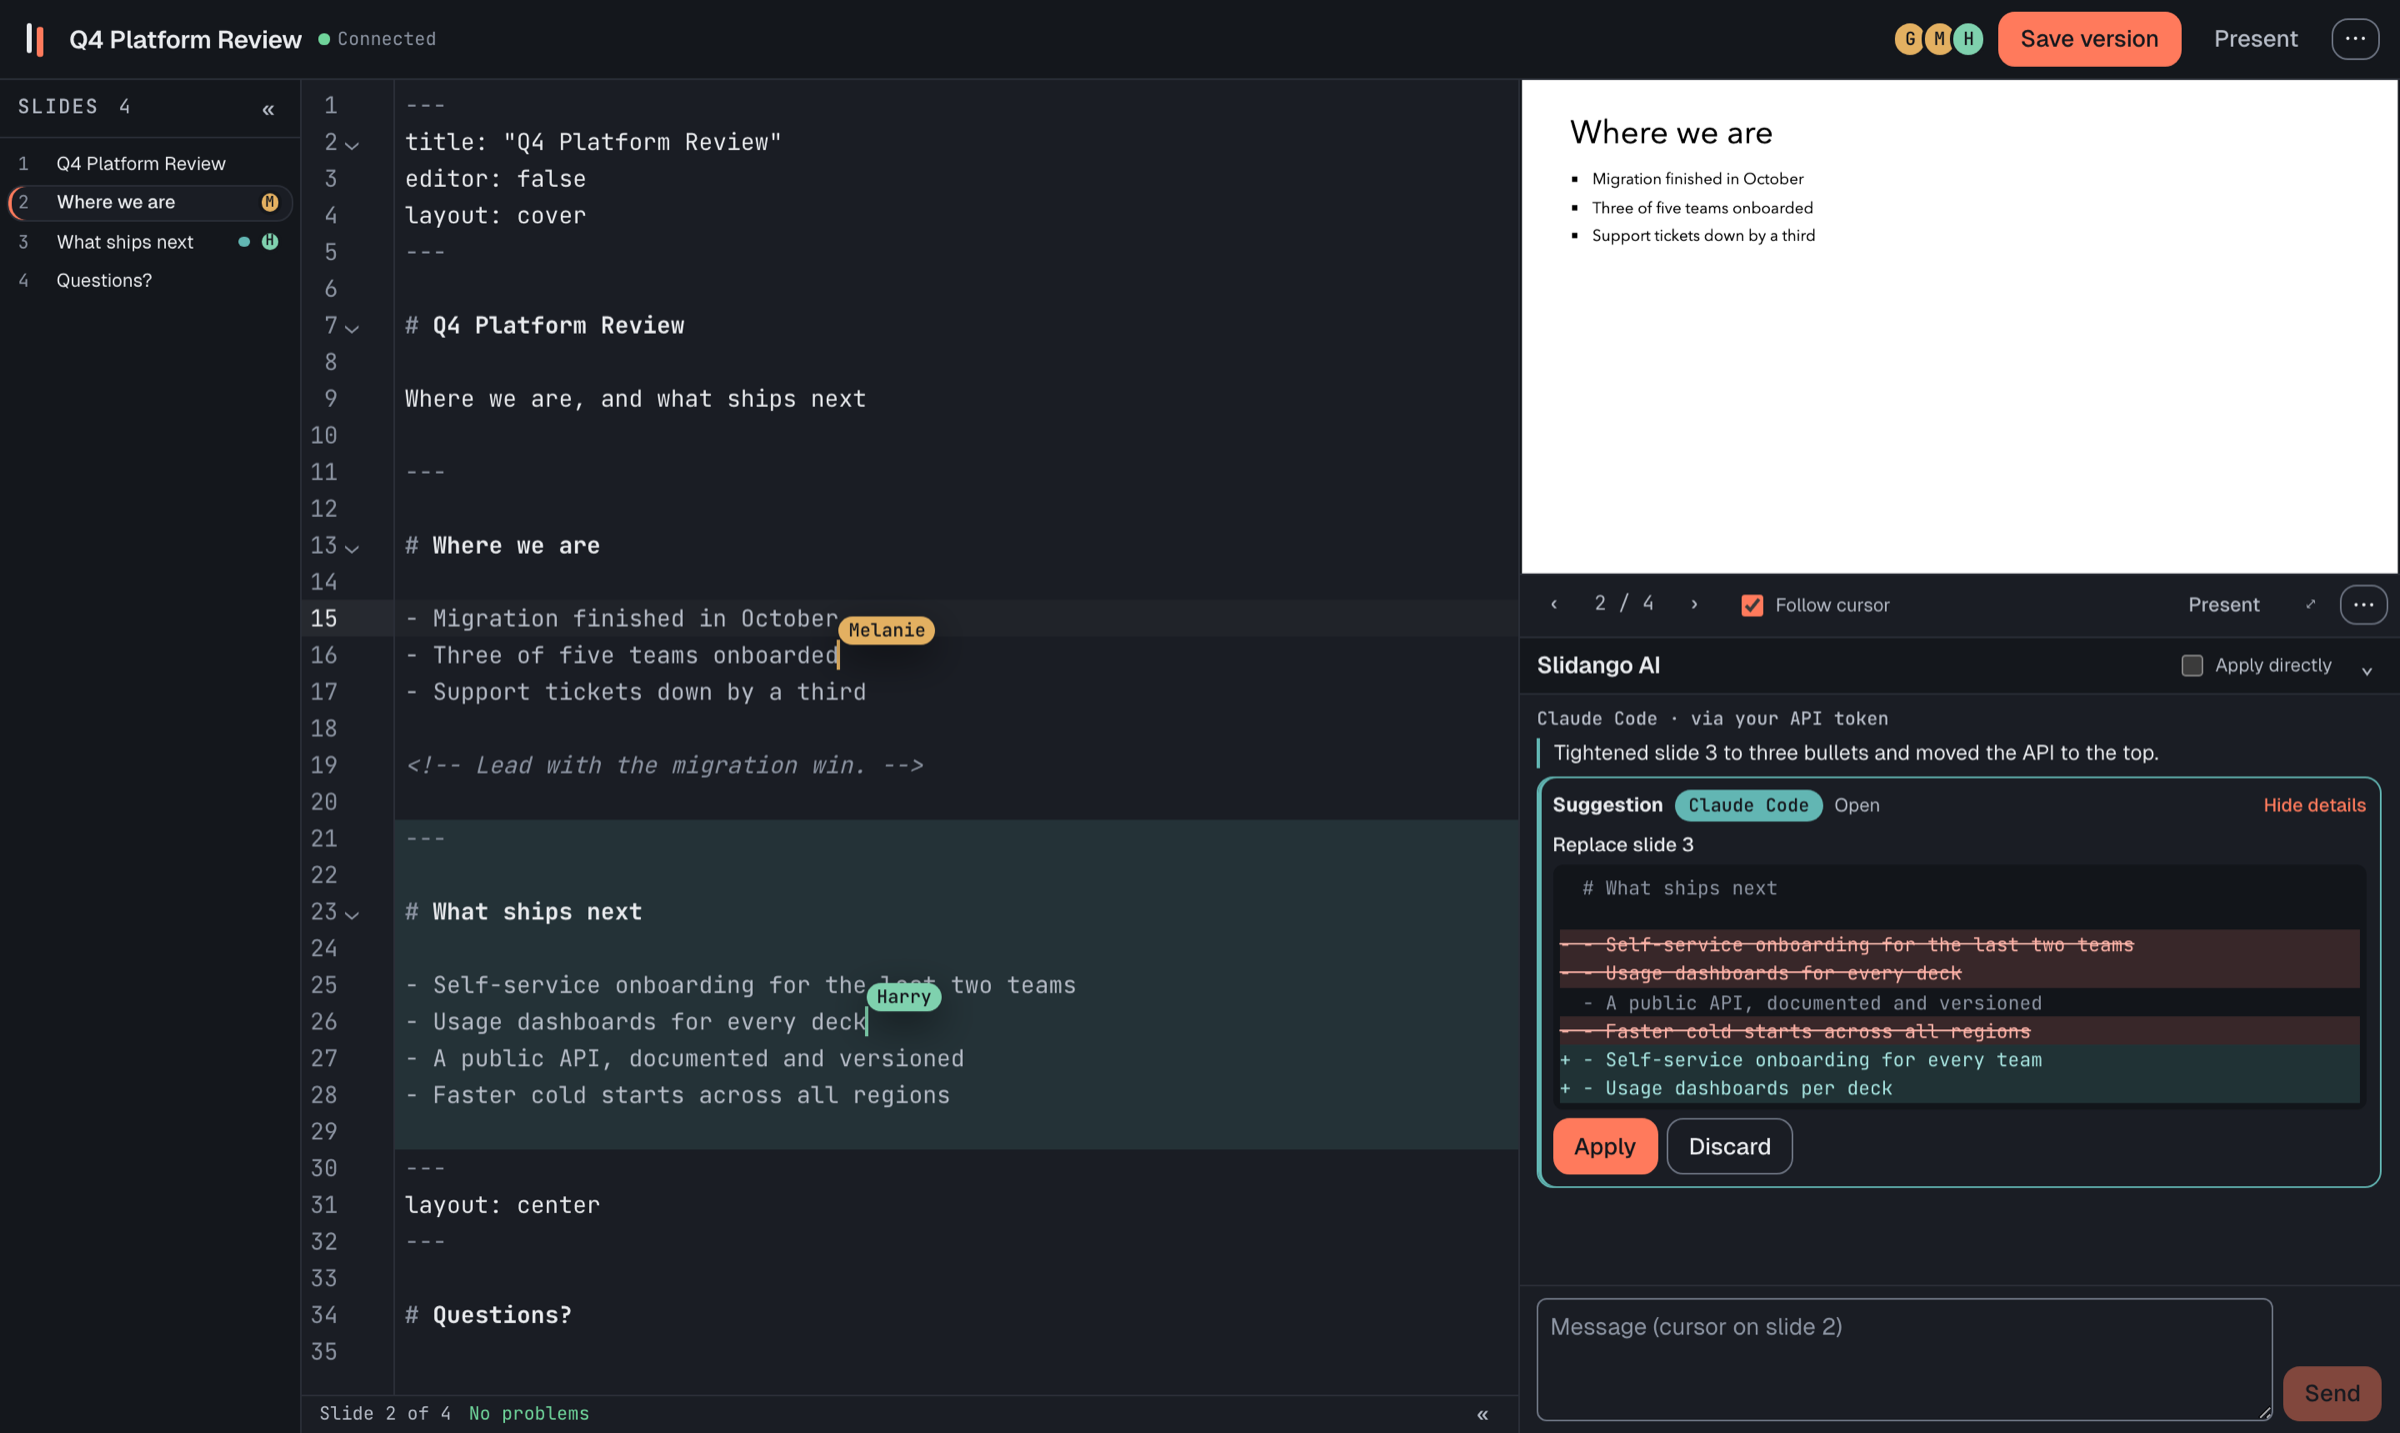 Q4 Platform Review
Connected
G M H
Save version
Present
SLIDES 4
«
1 Q4 Platform Review
2 Where we are M
3 What ships next H
4 Questions?
1 ---
2 title: "Q4 Platform Review"
3 editor: false
4 layout: cover
5 ---
6
7 # Q4 Platform Review
8
9 Where we are, and what ships next
10
11 ---
12
13 # Where we are
14
15 - Migration finished in October
Melanie
16 - Three of five teams onboarded
17 - Support tickets down by a third
18
19 <!-- Lead with the migration win. -->
20
21 ---
22
23 # What ships next
24
25 - Self-service onboarding for the last two teams
Harry
26 - Usage dashboards for every deck
27 - A public API, documented and versioned
28 - Faster cold starts across all regions
29
30 ---
31 layout: center
32 ---
33
34 # Questions?
35
Slide 2 of 4 No problems «
Where we are
▪ Migration finished in October
▪ Three of five teams onboarded
▪ Support tickets down by a third
‹ 2 / 4 › Follow cursor Present ···
Slidango AI Apply directly
Claude Code · via your API token
Tightened slide 3 to three bullets and moved the API to the top.
Suggestion Claude Code Open Hide details
Replace slide 3
# What ships next
- - Self-service onboarding for the last two teams
- - Usage dashboards for every deck
- A public API, documented and versioned
- - Faster cold starts across all regions
+ - Self-service onboarding for every team
+ - Usage dashboards per deck
Apply Discard
Message (cursor on slide 2)
Send